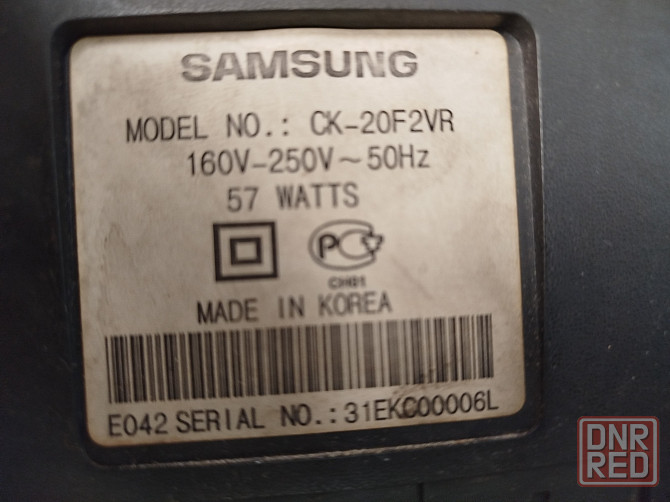 SAMSUNG
MODEL NO.: CK-20F2VR
160V-250V~50Hz
57 WATTS
PC
CH01
MADE IN KOREA
E042 SERIAL NO.:31EKC00006L
DNR
RED